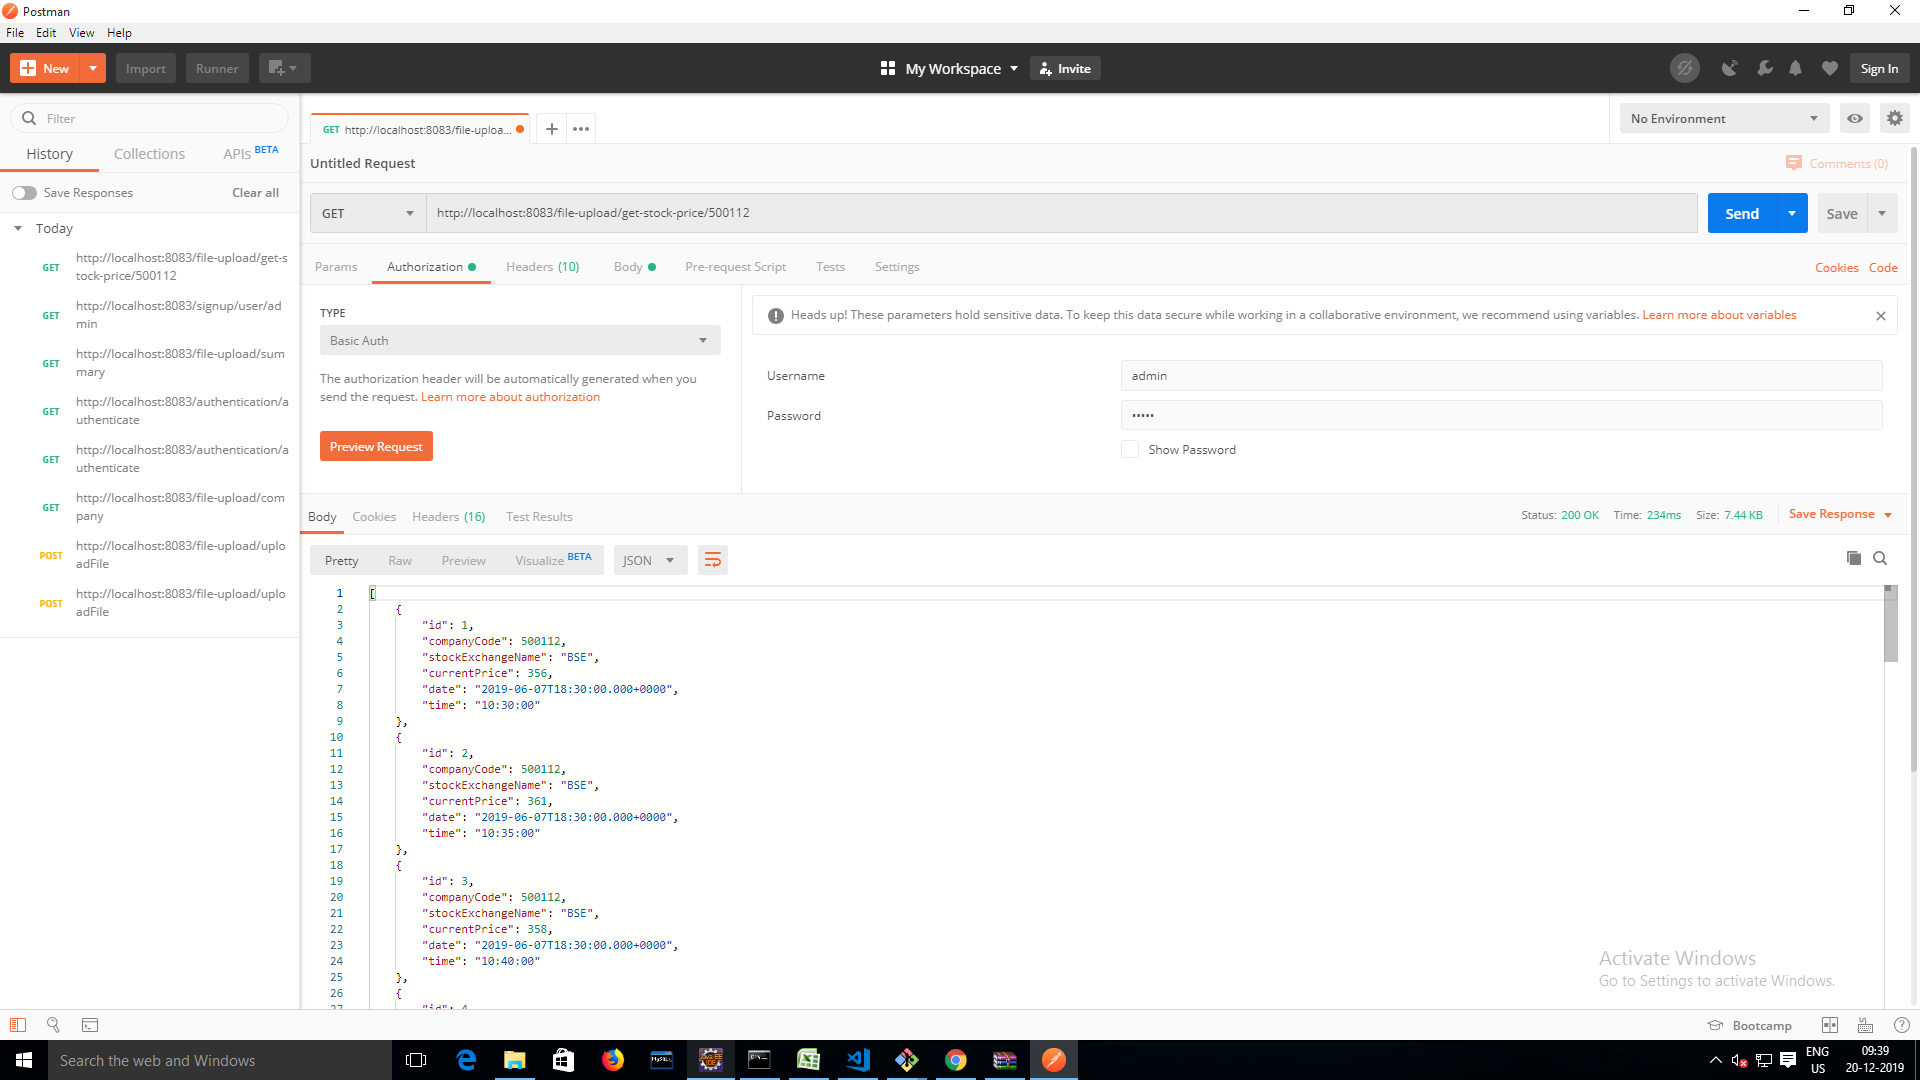 Postman
File Edit View Help
New Import Runner My Workspace Invite Sign In
Filter
History Collections APIs BETA
Save Responses Clear all
Today
GET http://localhost:8083/file-upload/get-s
tock-price/500112
GET http://localhost:8083/signup/user/ad
min
GET http://localhost:8083/file-upload/sum
mary
GET http://localhost:8083/authentication/a
uthenticate
GET http://localhost:8083/authentication/a
uthenticate
GET http://localhost:8083/file-upload/com
pany
POST http://localhost:8083/file-upload/uplo
adFile
POST http://localhost:8083/file-upload/uplo
adFile
GET http://localhost:8083/file-uploa...
No Environment
Untitled Request
Comments (0)
GET http://localhost:8083/file-upload/get-stock-price/500112 Send Save
Params Authorization Headers (10) Body Pre-request Script Tests Settings Cookies Code
TYPE
Basic Auth
The authorization header will be automatically generated when you
send the request. Learn more about authorization
Preview Request
Heads up! These parameters hold sensitive data. To keep this data secure while working in a collaborative environment, we recommend using variables. Learn more about variables
Username admin
Password •••••
Show Password
Body Cookies Headers (16) Test Results Status: 200 OK Time: 234ms Size: 7.44 KB Save Response
Pretty Raw Preview Visualize BETA JSON
1 [
2 {
3 "id": 1,
4 "companyCode": 500112,
5 "stockExchangeName": "BSE",
6 "currentPrice": 356,
7 "date": "2019-06-07T18:30:00.000+0000",
8 "time": "10:30:00"
9 },
10 {
11 "id": 2,
12 "companyCode": 500112,
13 "stockExchangeName": "BSE",
14 "currentPrice": 361,
15 "date": "2019-06-07T18:30:00.000+0000",
16 "time": "10:35:00"
17 },
18 {
19 "id": 3,
20 "companyCode": 500112,
21 "stockExchangeName": "BSE",
22 "currentPrice": 358,
23 "date": "2019-06-07T18:30:00.000+0000",
24 "time": "10:40:00"
25 },
26 {
27 "id": 4
Activate Windows
Go to Settings to activate Windows.
Bootcamp
Search the web and Windows
ENG
US
09:39
20-12-2019